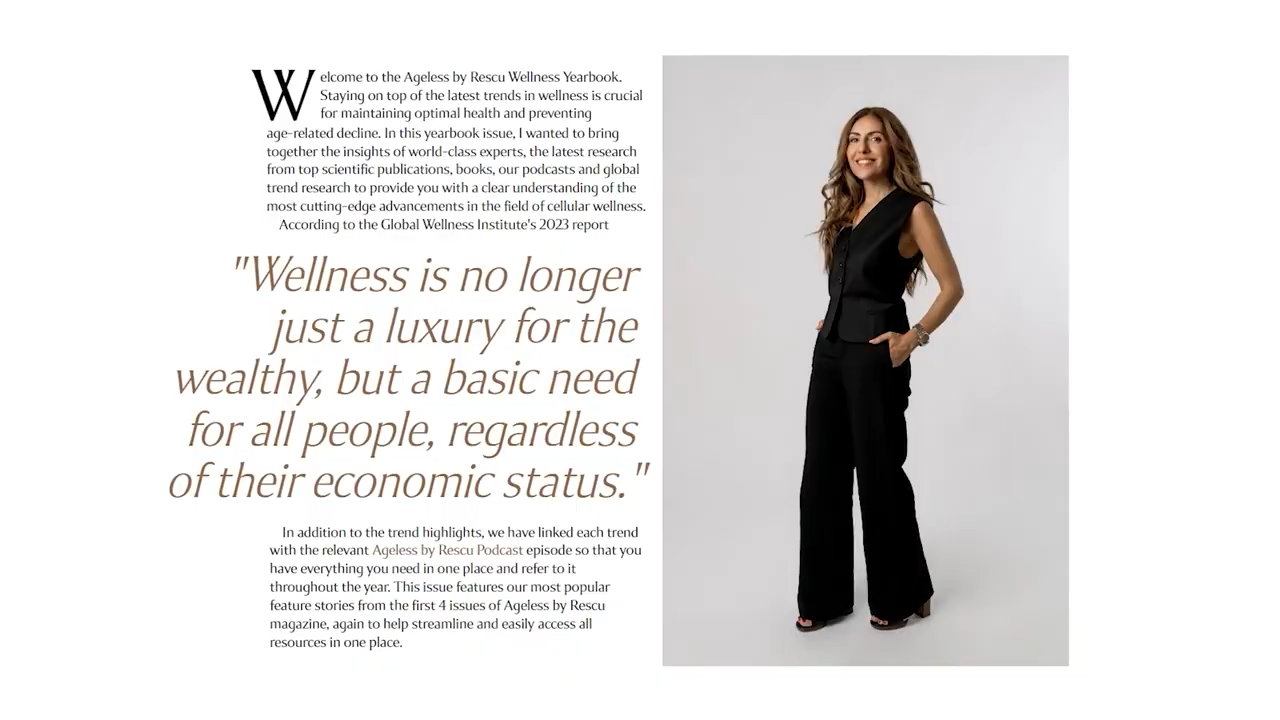 Welcome to the Ageless by Rescu Wellness Yearbook.
Staying on top of the latest trends in wellness is crucial
for maintaining optimal health and preventing
age-related decline. In this yearbook issue, I wanted to bring
together the insights of world-class experts, the latest research
from top scientific publications, books, our podcasts and global
trend research to provide you with a clear understanding of the
most cutting-edge advancements in the field of cellular wellness.
According to the Global Wellness Institute's 2023 report
"Wellness is no longer
just a luxury for the
wealthy, but a basic need
for all people, regardless
of their economic status."
In addition to the trend highlights, we have linked each trend
with the relevant Ageless by Rescu Podcast episode so that you
have everything you need in one place and refer to it
throughout the year. This issue features our most popular
feature stories from the first 4 issues of Ageless by Rescu
magazine, again to help streamline and easily access all
resources in one place.